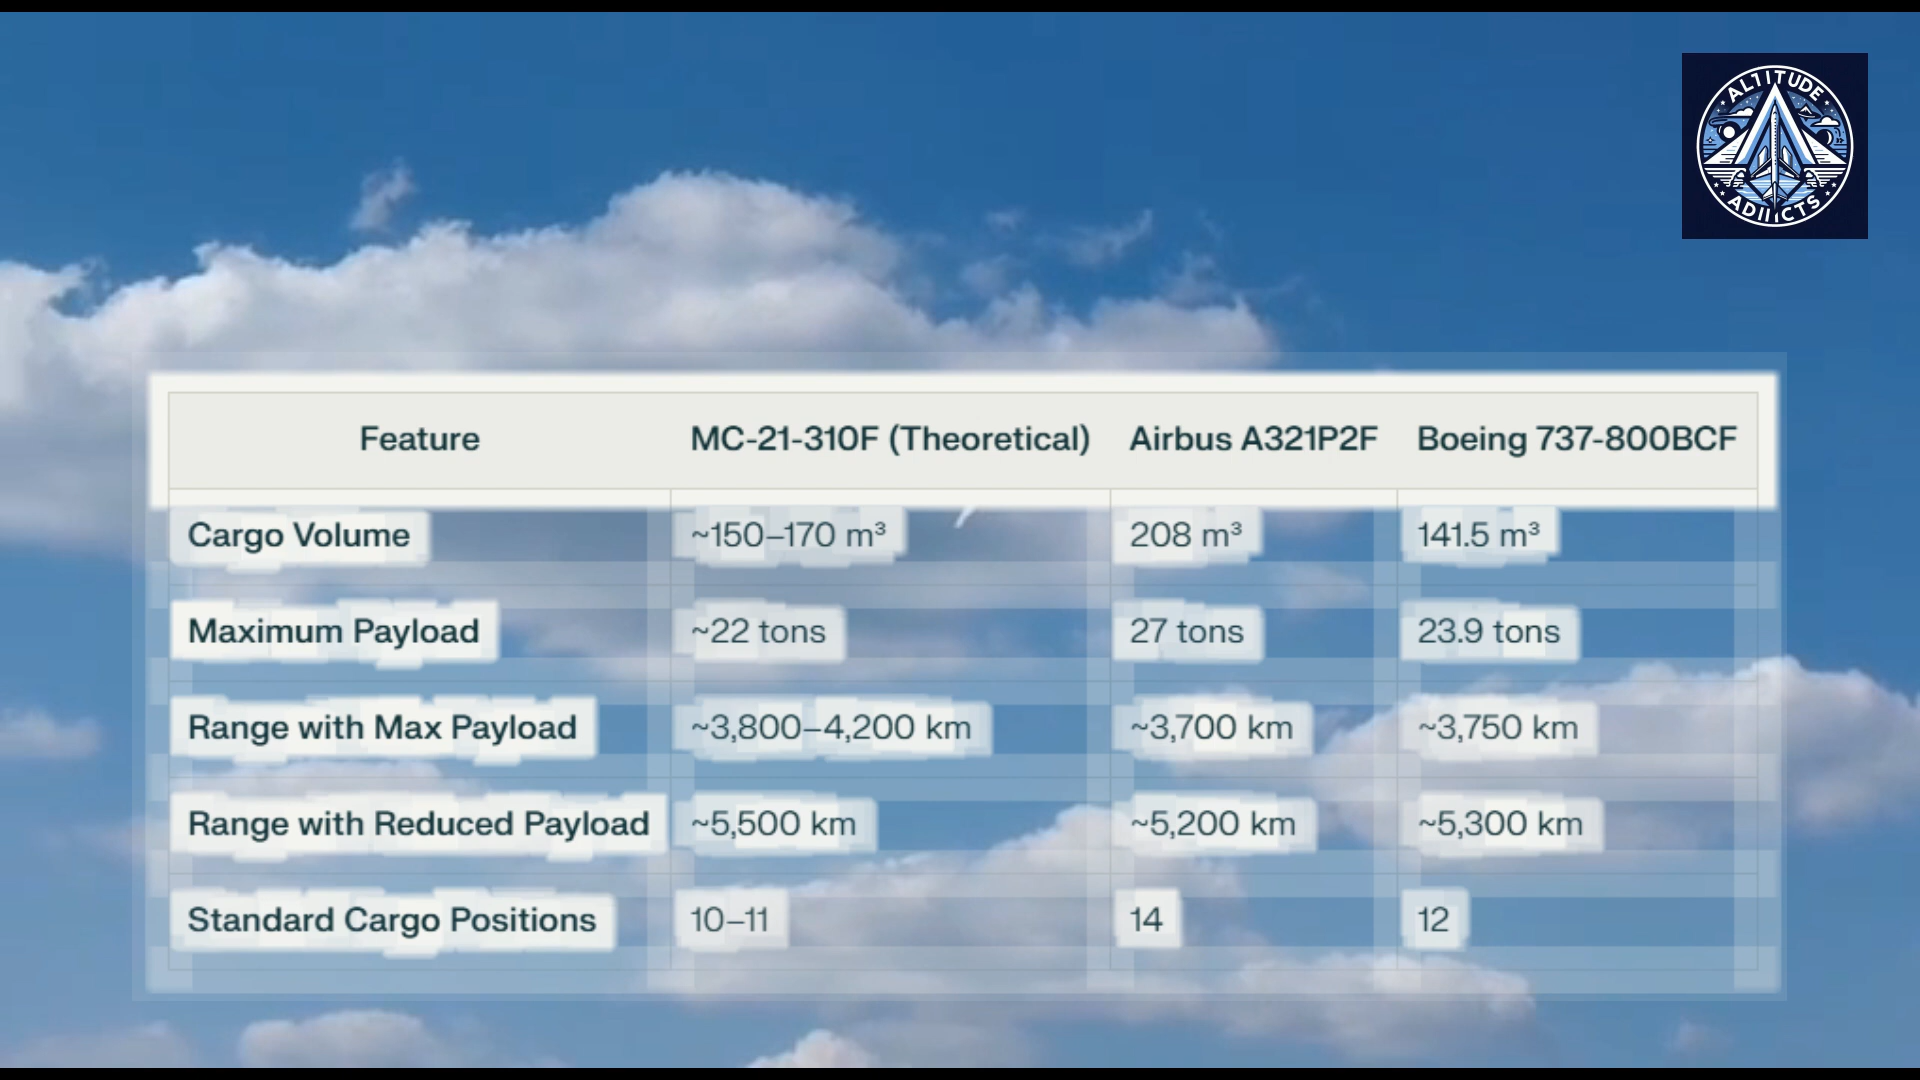 ALTITUDE
ADIIICTS
Feature MC-21-310F (Theoretical) Airbus A321P2F Boeing 737-800BCF
Cargo Volume ~150–170 m³ 208 m³ 141.5 m³
Maximum Payload ~22 tons 27 tons 23.9 tons
Range with Max Payload ~3,800–4,200 km ~3,700 km ~3,750 km
Range with Reduced Payload ~5,500 km ~5,200 km ~5,300 km
Standard Cargo Positions 10–11 14 12